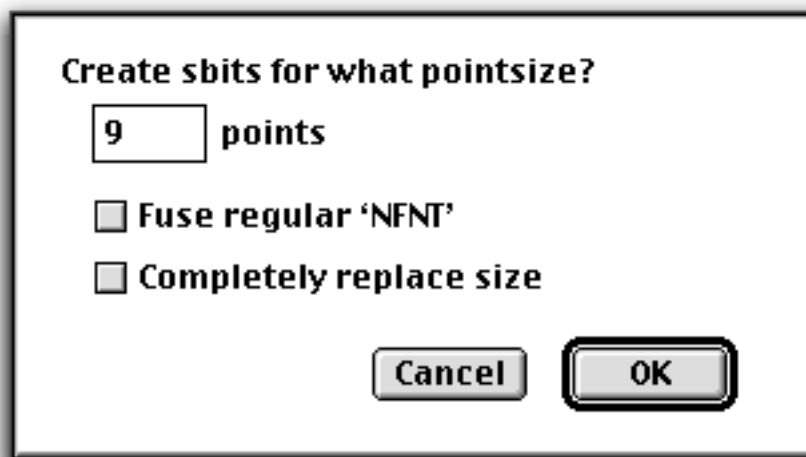 Create sbits for what pointsize?
9 points
Fuse regular ‘NFNT’
Completely replace size
Cancel OK